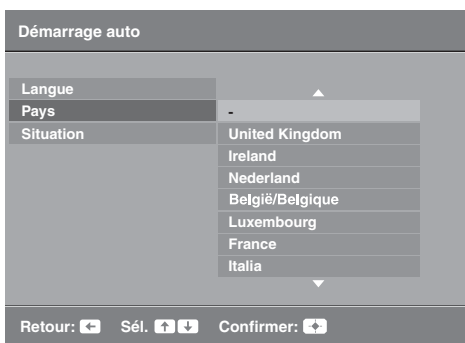 Démarrage auto
Langue
Pays
-
Situation
United Kingdom
Ireland
Nederland
België/Belgique
Luxembourg
France
Italia
Retour: Sél. Confirmer: